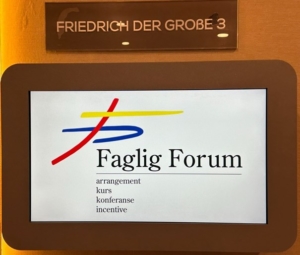 FRIEDRICH DER GROßE 3
Faglig Forum
arrangement
kurs
konferanse
incentive